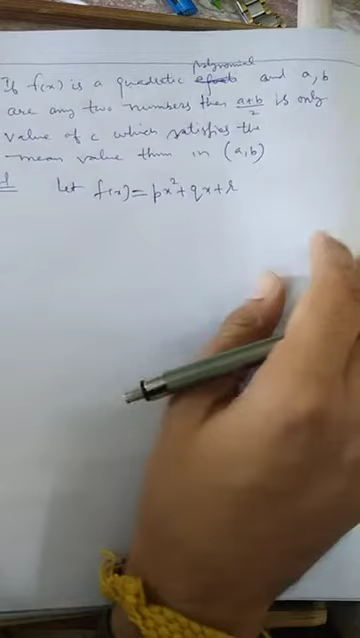 polynomial
If f(x) is a quadratic and a, b
are any two numbers then a+b/2 is only
value of c which satisfies the
mean value thm in (a,b)
Let f(x) = px²+qx+r